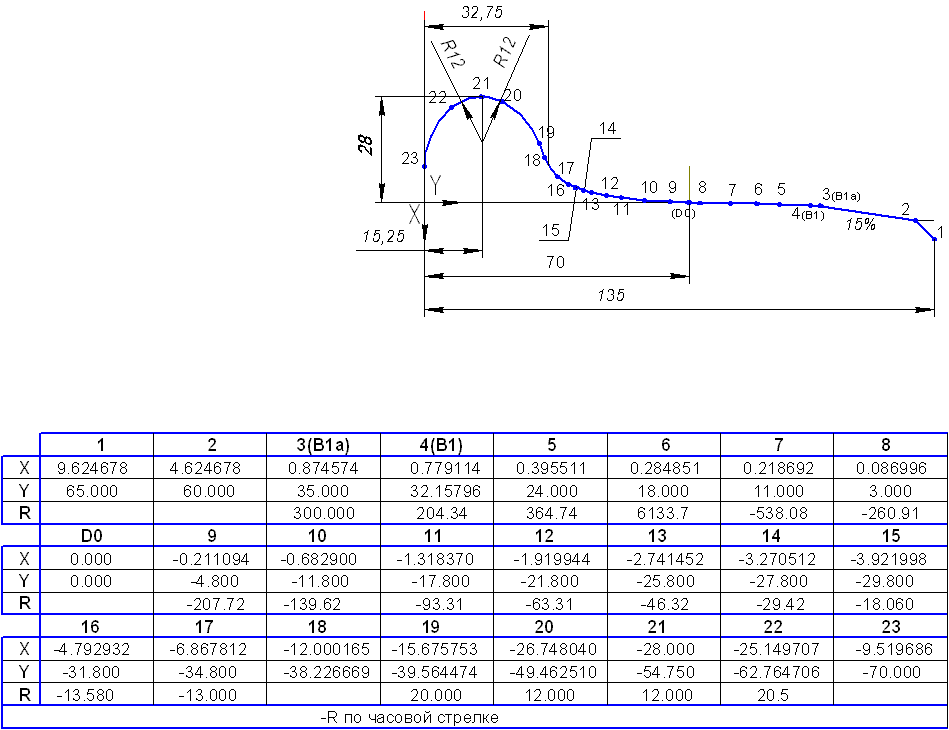 32,75
R12 R12
21
22 20
19
14
28
18
23
17
16
12
13
11
10 9 8 7 6 5
3(B1a)
(D0)
4(B1)
2
1
15%
Y
X
15
15,25
70
135
1 2 3(B1a) 4(B1) 5 6 7 8
X 9.624678 4.624678 0.874574 0.779114 0.395511 0.284851 0.218692 0.086996
Y 65.000 60.000 35.000 32.15796 24.000 18.000 11.000 3.000
R 300.000 204.34 364.74 6133.7 -538.08 -260.91
D0 9 10 11 12 13 14 15
X 0.000 -0.211094 -0.682900 -1.318370 -1.919944 -2.741452 -3.270512 -3.921998
Y 0.000 -4.800 -11.800 -17.800 -21.800 -25.800 -27.800 -29.800
R -207.72 -139.62 -93.31 -63.31 -46.32 -29.42 -18.060
16 17 18 19 20 21 22 23
X -4.792932 -6.867812 -12.000165 -15.675753 -26.748040 -28.000 -25.149707 -9.519686
Y -31.800 -34.800 -38.226669 -39.564474 -49.462510 -54.750 -62.764706 -70.000
R -13.580 -13.000 20.000 12.000 12.000 20.5
-R по часовой стрелке